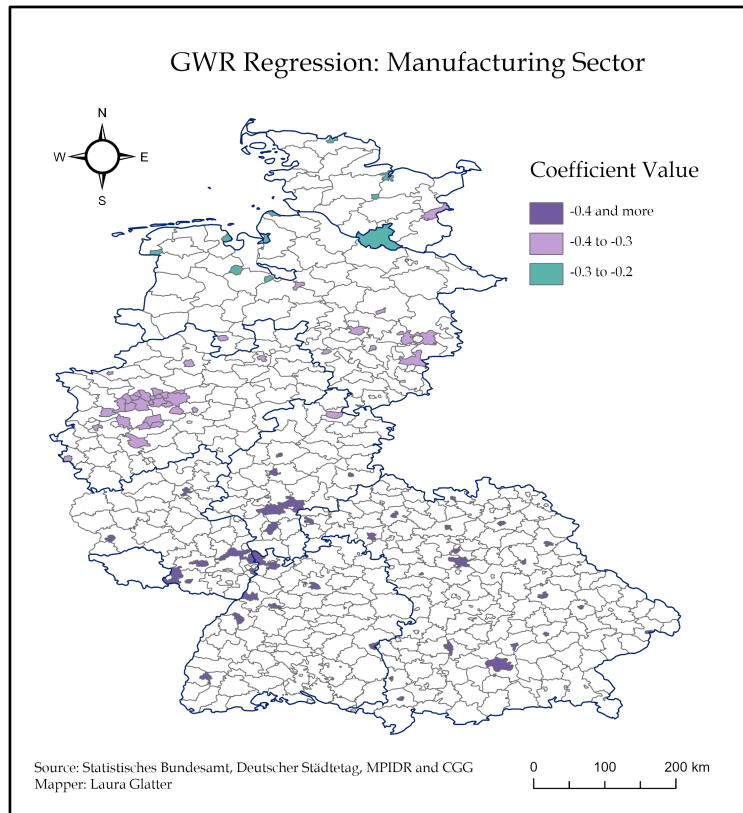 GWR Regression: Manufacturing Sector
N
W E
S
Coefficient Value
-0.4 and more
-0.4 to -0.3
-0.3 to -0.2
Source: Statistisches Bundesamt, Deutscher Städtetag, MPIDR and CGG
Mapper: Laura Glatter
0 100 200 km